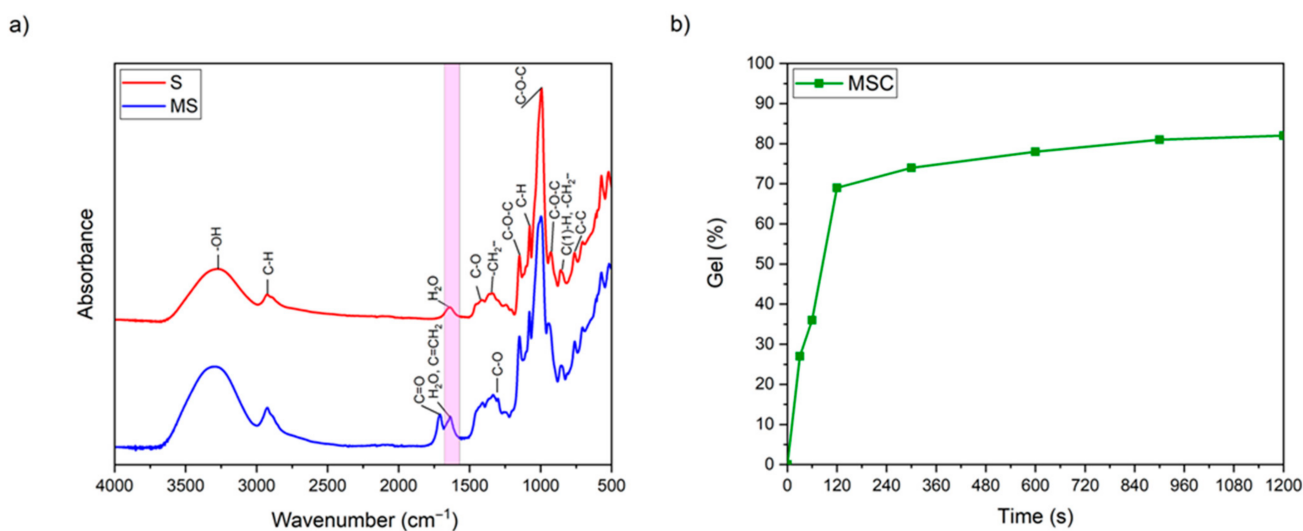 a)
S
MS
Absorbance
-OH
C-H
H₂O
C-O
-CH₂–
C-O-C
C-H
C-O-C
C-O-C
C(1)-H, -CH₂–
C-C
C=O
H₂O, C=CH₂
C-O
4000 3500 3000 2500 2000 1500 1000 500
Wavenumber (cm⁻¹)
b)
MSC
Gel (%)
100
90
80
70
60
50
40
30
20
10
0
0 120 240 360 480 600 720 840 960 1080 1200
Time (s)